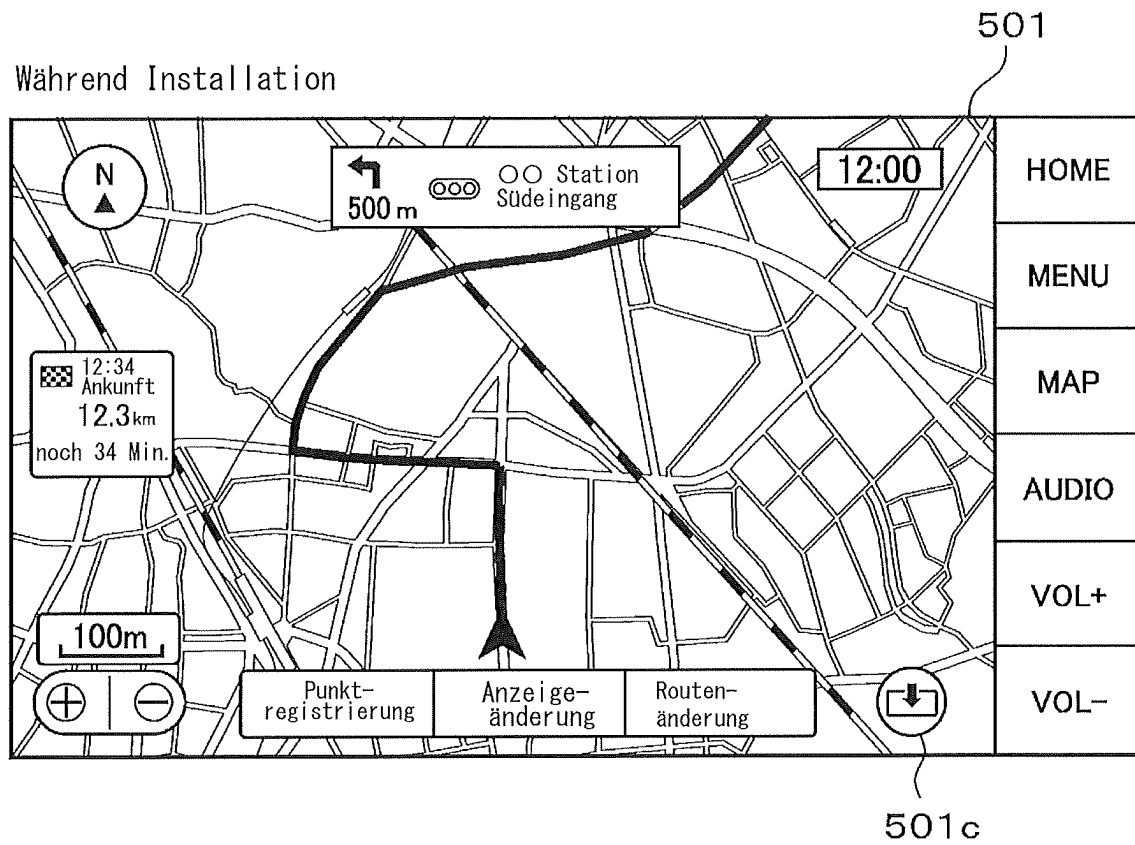 501
Während Installation
N
500 m
○○ Station
Südeingang
12:00
HOME
MENU
MAP
AUDIO
VOL+
VOL-
12:34
Ankunft
12.3km
noch 34 Min.
100m
Punkt-
registrierung
Anzeige-
änderung
Routen-
änderung
501c